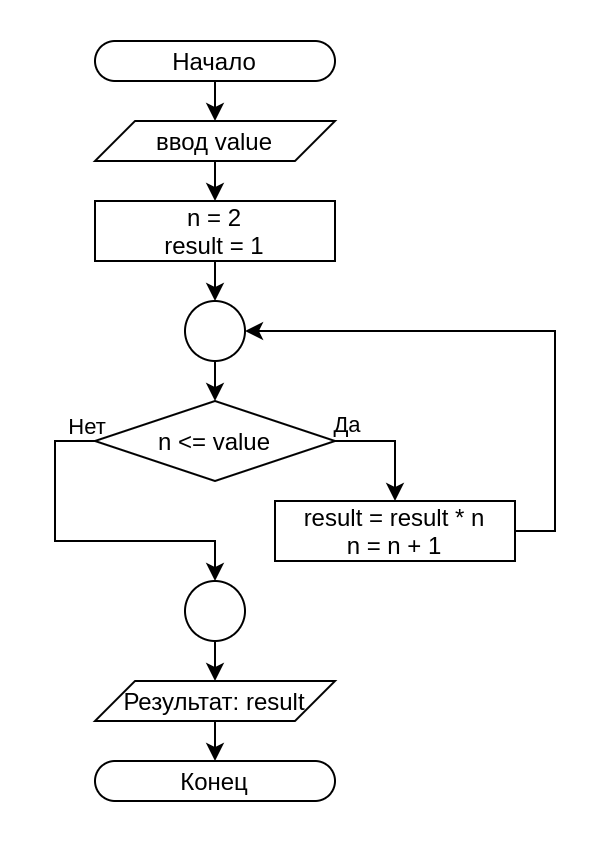 Начало
ввод value
n = 2
result = 1
n <= value
Нет
Да
result = result * n
n = n + 1
Результат: result
Конец